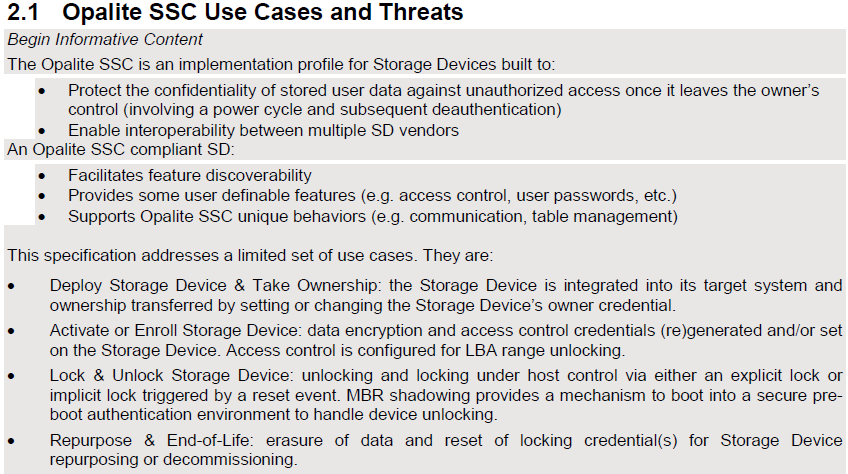 2.1 Opalite SSC Use Cases and Threats
Begin Informative Content
The Opalite SSC is an implementation profile for Storage Devices built to:
• Protect the confidentiality of stored user data against unauthorized access once it leaves the owner's
control (involving a power cycle and subsequent deauthentication)
• Enable interoperability between multiple SD vendors
An Opalite SSC compliant SD:
• Facilitates feature discoverability
• Provides some user definable features (e.g. access control, user passwords, etc.)
• Supports Opalite SSC unique behaviors (e.g. communication, table management)
This specification addresses a limited set of use cases. They are:
• Deploy Storage Device & Take Ownership: the Storage Device is integrated into its target system and
ownership transferred by setting or changing the Storage Device's owner credential.
• Activate or Enroll Storage Device: data encryption and access control credentials (re)generated and/or set
on the Storage Device. Access control is configured for LBA range unlocking.
• Lock & Unlock Storage Device: unlocking and locking under host control via either an explicit lock or
implicit lock triggered by a reset event. MBR shadowing provides a mechanism to boot into a secure pre-
boot authentication environment to handle device unlocking.
• Repurpose & End-of-Life: erasure of data and reset of locking credential(s) for Storage Device
repurposing or decommissioning.